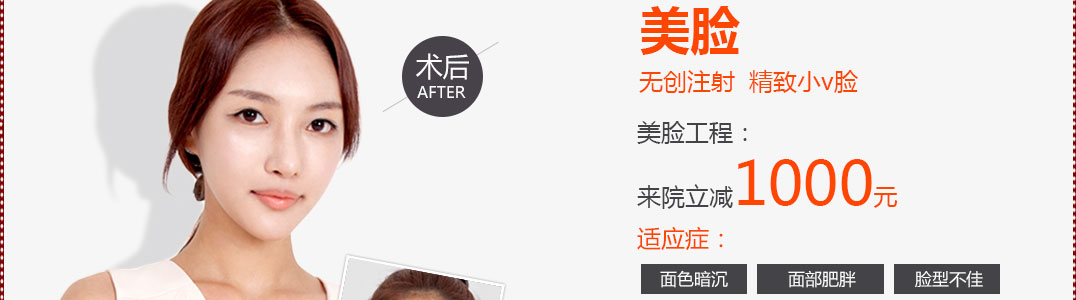 术后
AFTER
美脸
无创注射 精致小v脸
美脸工程：
来院立减1000元
适应症：
面色暗沉 面部肥胖 脸型不佳